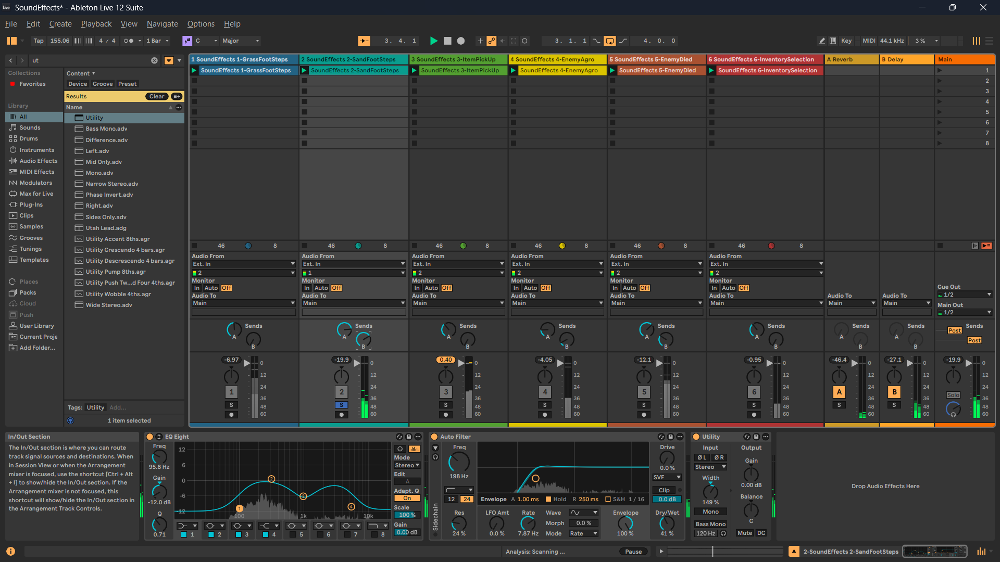 SoundEffects* - Ableton Live 12 Suite
File Edit Create Playback View Navigate Options Help
Tap 155.06 4 / 4 1 Bar C Major 3. 4. 1 3. 1. 1 4. 0. 0 Key MIDI 44.1 kHz 3 %
ut
Collections
Favorites
Library
All
Sounds
Drums
Instruments
Audio Effects
MIDI Effects
Modulators
Max for Live
Plug-Ins
Clips
Samples
Grooves
Tunings
Templates
Places
Packs
Cloud
Push
User Library
Current Proje
Add Folder...
Content
Device Groove Preset
Results Clear
Name
Utility
Bass Mono.adv
Difference.adv
Left.adv
Mid Only.adv
Mono.adv
Narrow Stereo.adv
Phase Invert.adv
Right.adv
Sides Only.adv
Utah Lead.adg
Utility Accent 8ths.agr
Utility Crescendo 4 bars.agr
Utility Descrescendo 4 bars.agr
Utility Pump 8ths.agr
Utility Push Tw...d Four 4ths.agr
Utility Wobble 4ths.agr
Wide Stereo.adv
Tags: Utility Add...
1 item selected
1 SoundEffects 1-GrassFootSteps 2 SoundEffects 2-SandFootSteps 3 SoundEffects 3-ItemPickUp 4 SoundEffects 4-EnemyAgro 5 SoundEffects 5-EnemyDied 6 SoundEffects 6-InventorySelection A Reverb B Delay Main
SoundEffects 1-GrassFootSteps SoundEffects 2-SandFootSteps SoundEffects 3-ItemPickUp SoundEffects 4-EnemyAgro SoundEffects 5-EnemyDied SoundEffects 6-InventorySelection 1
2
3
4
5
6
7
8
46 8 46 8 46 8 46 8 46 8 46 8
Audio From Audio From Audio From Audio From Audio From Audio From
Ext. In Ext. In Ext. In Ext. In Ext. In Ext. In
2 1 2 2 2 2
Monitor Monitor Monitor Monitor Monitor Monitor
In Auto Off In Auto Off In Auto Off In Auto Off In Auto Off In Auto Off Cue Out
Audio To Audio To Audio To Audio To Audio To Audio To Audio To Audio To 1/2
Main Main Main Main Main Main Main Main Main Out
1/2
Sends Sends Sends Sends Sends Sends Sends Sends Sends
Post
A A A A A A A A
Post
B B B B B B B B
-6.97 -19.9 0.40 -4.05 -12.1 -0.95 -46.4 -27.1 -19.9
0 0 0 0 0 0 0 0 0
12 12 12 12 12 12 12 12 12
24 24 24 24 24 24 24 24 24
1 2 3 4 5 6 A B Solo
36 36 36 36 36 36 36 36 36
S S S S S S S S
48 48 48 48 48 48 48 48 48
60 60 60 60 60 60 60 60 60
In/Out Section
The In/Out section is where you can route
track signal sources and destinations. When
in Session View or when the Arrangement
mixer is focused, use the shortcut [Ctrl + Alt
+ I] to show/hide the In/Out section. If the
Arrangement mixer is not focused, this
shortcut will show/hide the In/Out section in
the Arrangement Track Controls.
EQ Eight
Freq
95.8 Hz
Gain
-12.0 dB
Q
0.71
12
6
0
-6
-12
100 1k 10k
1 2 3 4
1 2 3 4 5 6 7 8
Mode
Stereo
Edit
A
Adapt. Q
On
Scale
100 %
Gain
0.00 dB
Auto Filter
Sidechain
Freq
198 Hz
12 24
Res
24 %
Envelope A 1.00 ms Hold R 250 ms S&H 1 / 16
LFO Amt
0.0 %
Rate
7.87 Hz
Wave
Morph 0.0 %
Mode Rate
Envelope
100 %
Drive
0.0 %
SVF
Clip
0.0 dB
Dry/Wet
41 %
Utility
Input
Ø L Ø R
Stereo
Width
149 %
Mono
Bass Mono
120 Hz
Output
Gain
0.00 dB
Balance
C
Mute DC
Drop Audio Effects Here
Analysis: Scanning ... Pause
2-SoundEffects 2-SandFootSteps